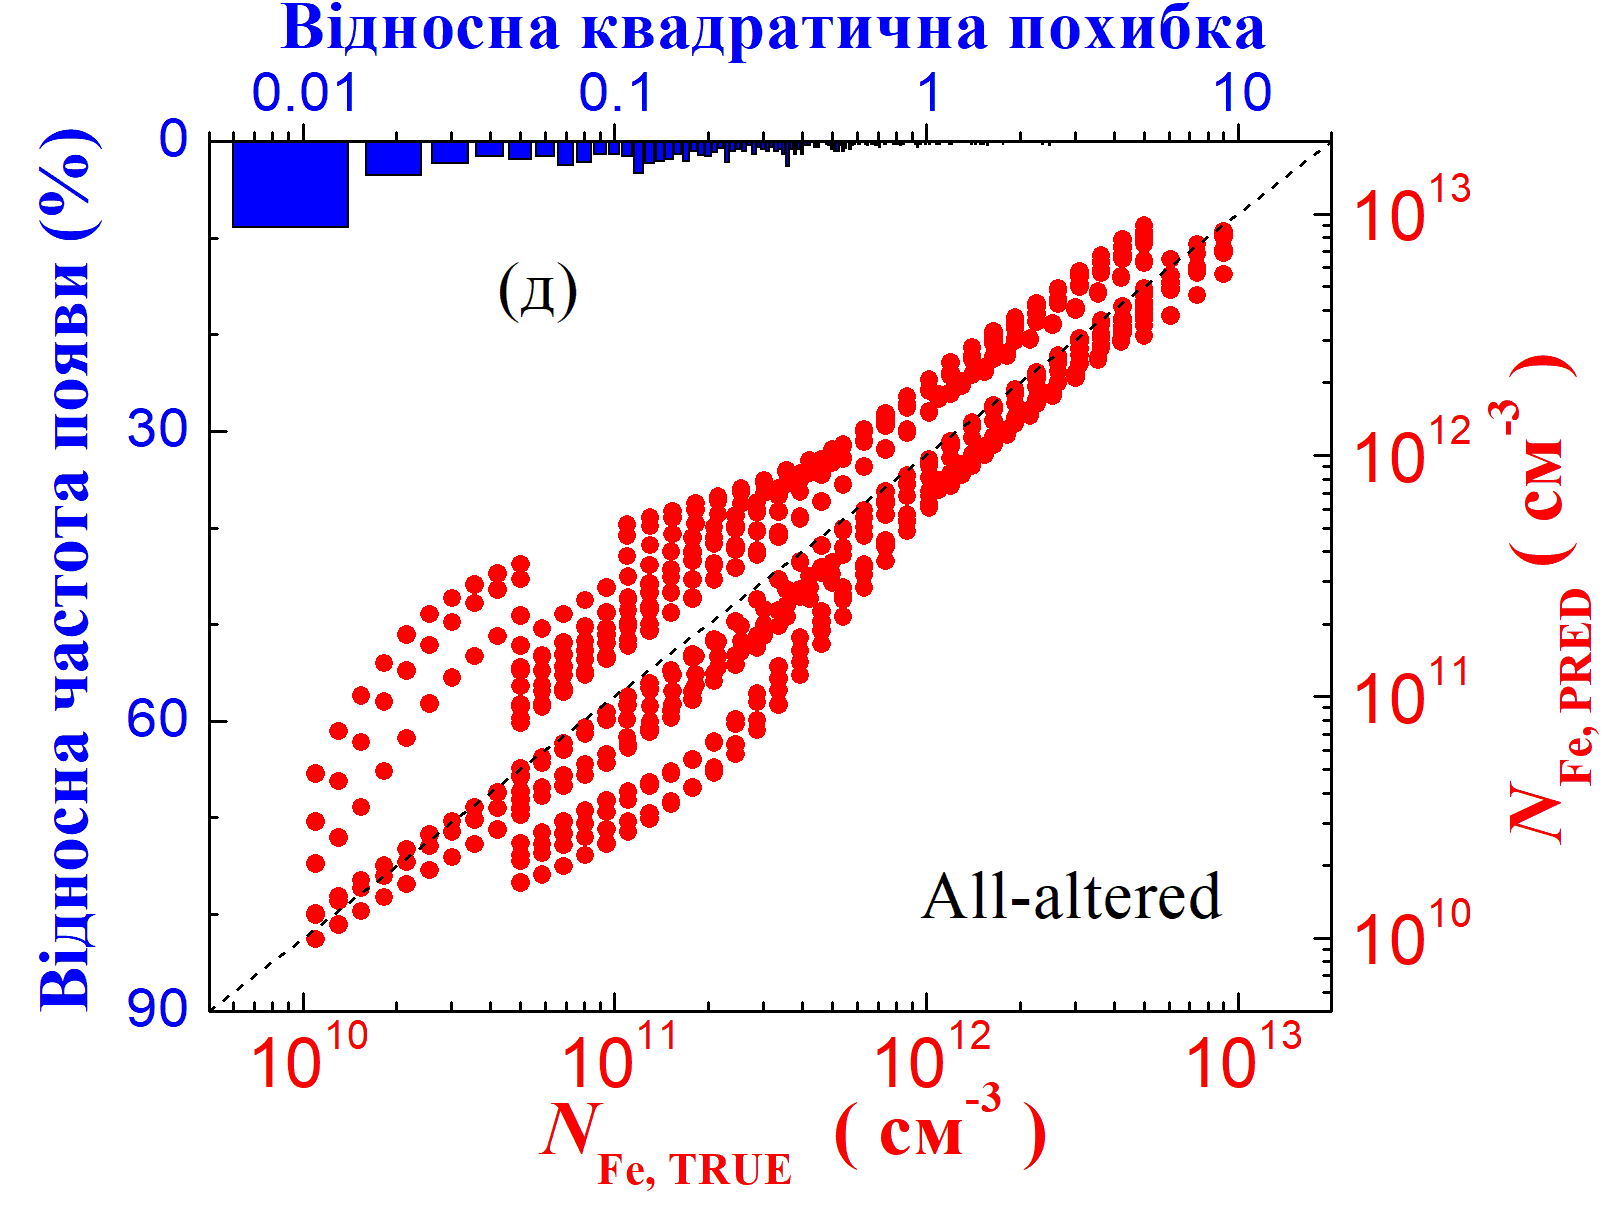 Відносна квадратична похибка
0.01 0.1 1 10
Відносна частота появи (%)
0
30
60
90
(д)
All-altered
10^13
10^12
10^11
10^10
N Fe, PRED ( см^-3 )
10^10 10^11 10^12 10^13
N Fe, TRUE ( см^-3 )